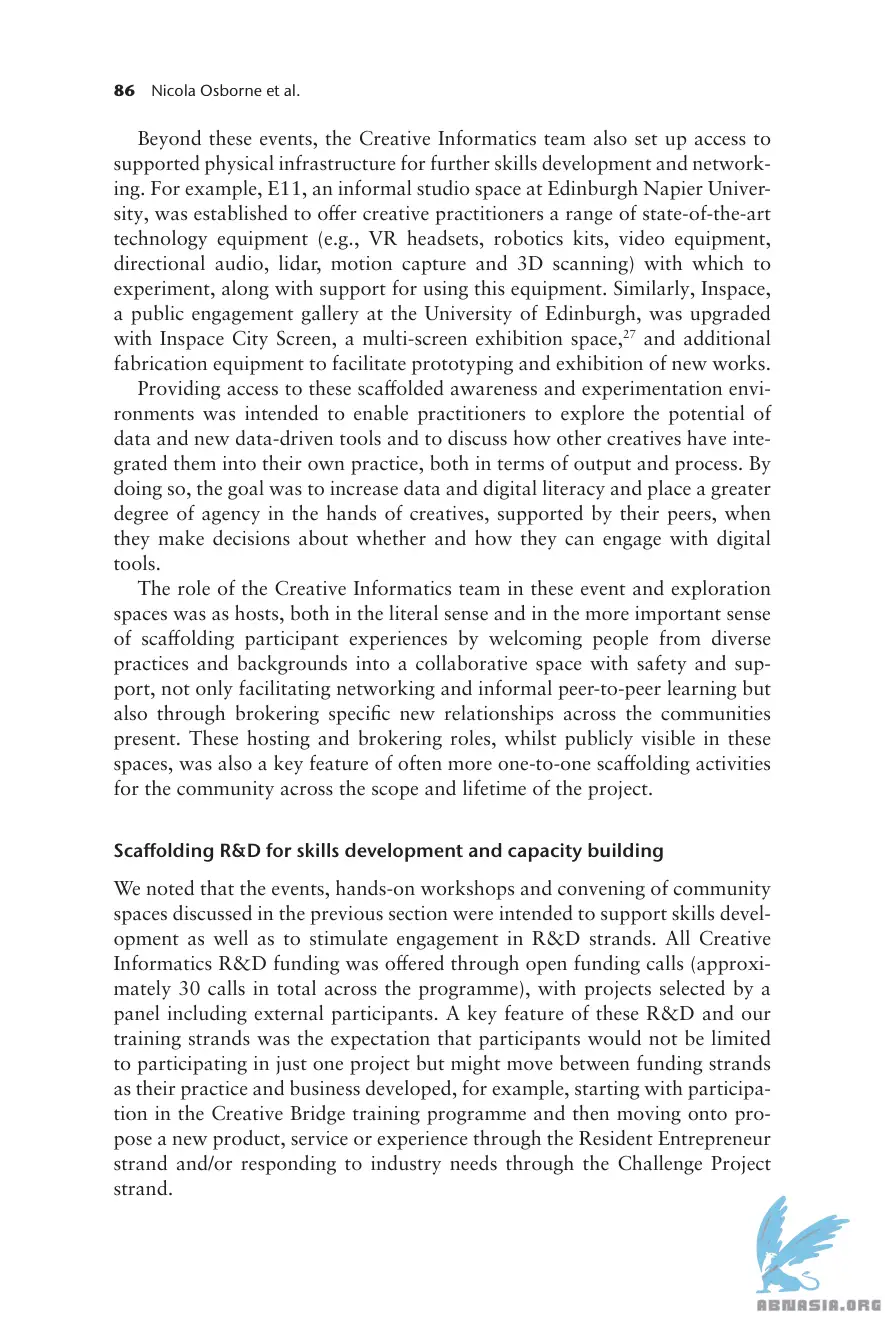 86 Nicola Osborne et al.
Beyond these events, the Creative Informatics team also set up access to
supported physical infrastructure for further skills development and network-
ing. For example, E11, an informal studio space at Edinburgh Napier Univer-
sity, was established to offer creative practitioners a range of state-of-the-art
technology equipment (e.g., VR headsets, robotics kits, video equipment,
directional audio, lidar, motion capture and 3D scanning) with which to
experiment, along with support for using this equipment. Similarly, Inspace,
a public engagement gallery at the University of Edinburgh, was upgraded
with Inspace City Screen, a multi-screen exhibition space,27 and additional
fabrication equipment to facilitate prototyping and exhibition of new works.
Providing access to these scaffolded awareness and experimentation envi-
ronments was intended to enable practitioners to explore the potential of
data and new data-driven tools and to discuss how other creatives have inte-
grated them into their own practice, both in terms of output and process. By
doing so, the goal was to increase data and digital literacy and place a greater
degree of agency in the hands of creatives, supported by their peers, when
they make decisions about whether and how they can engage with digital
tools.
The role of the Creative Informatics team in these event and exploration
spaces was as hosts, both in the literal sense and in the more important sense
of scaffolding participant experiences by welcoming people from diverse
practices and backgrounds into a collaborative space with safety and sup-
port, not only facilitating networking and informal peer-to-peer learning but
also through brokering specific new relationships across the communities
present. These hosting and brokering roles, whilst publicly visible in these
spaces, was also a key feature of often more one-to-one scaffolding activities
for the community across the scope and lifetime of the project.
Scaffolding R&D for skills development and capacity building
We noted that the events, hands-on workshops and convening of community
spaces discussed in the previous section were intended to support skills devel-
opment as well as to stimulate engagement in R&D strands. All Creative
Informatics R&D funding was offered through open funding calls (approxi-
mately 30 calls in total across the programme), with projects selected by a
panel including external participants. A key feature of these R&D and our
training strands was the expectation that participants would not be limited
to participating in just one project but might move between funding strands
as their practice and business developed, for example, starting with participa-
tion in the Creative Bridge training programme and then moving onto pro-
pose a new product, service or experience through the Resident Entrepreneur
strand and/or responding to industry needs through the Challenge Project
strand.
ABNASIA.ORG